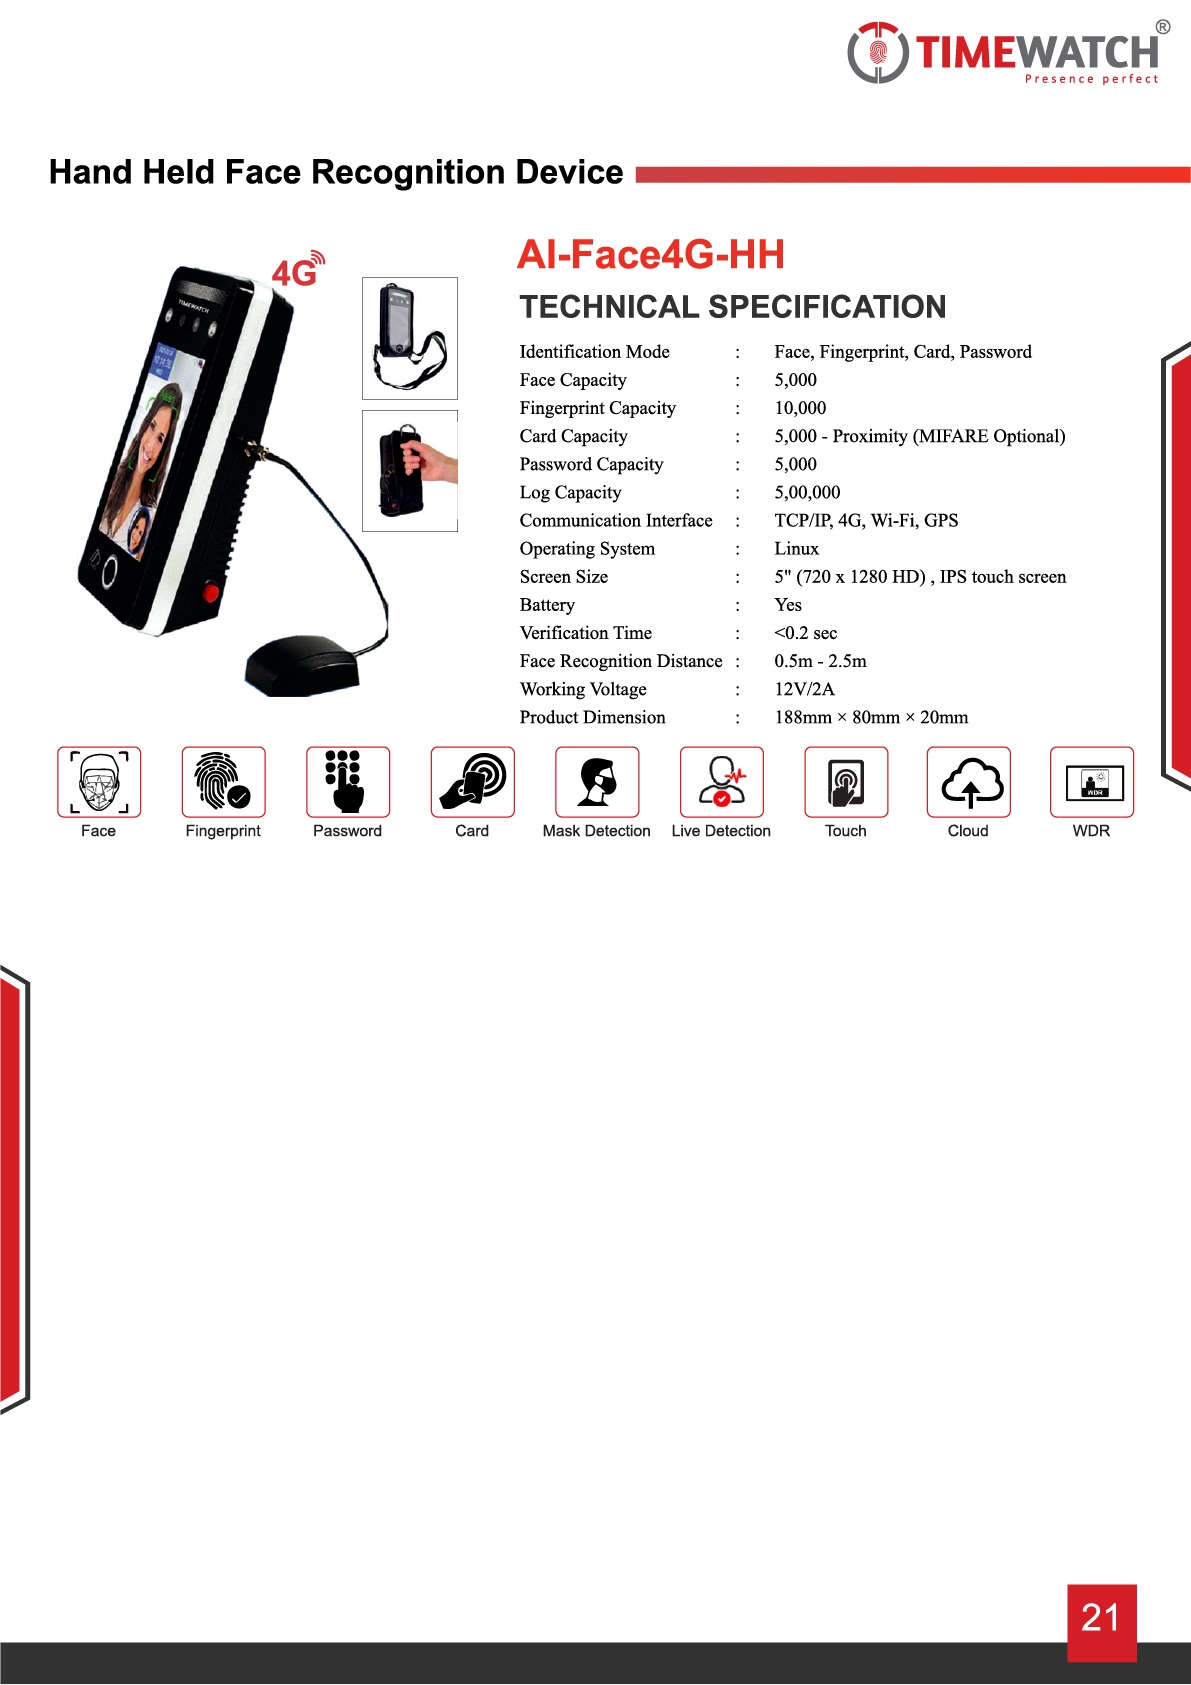 TIMEWATCH®
Presence perfect
Hand Held Face Recognition Device
AI-Face4G-HH
4G
TECHNICAL SPECIFICATION
TIMEWATCH
Identification Mode : Face, Fingerprint, Card, Password
Face Capacity : 5,000
Fingerprint Capacity : 10,000
Card Capacity : 5,000 - Proximity (MIFARE Optional)
Password Capacity : 5,000
Log Capacity : 5,00,000
Communication Interface : TCP/IP, 4G, Wi-Fi, GPS
Operating System : Linux
Screen Size : 5" (720 x 1280 HD) , IPS touch screen
Battery : Yes
Verification Time : <0.2 sec
Face Recognition Distance : 0.5m - 2.5m
Working Voltage : 12V/2A
Product Dimension : 188mm × 80mm × 20mm
WDR
Face Fingerprint Password Card Mask Detection Live Detection Touch Cloud WDR
21